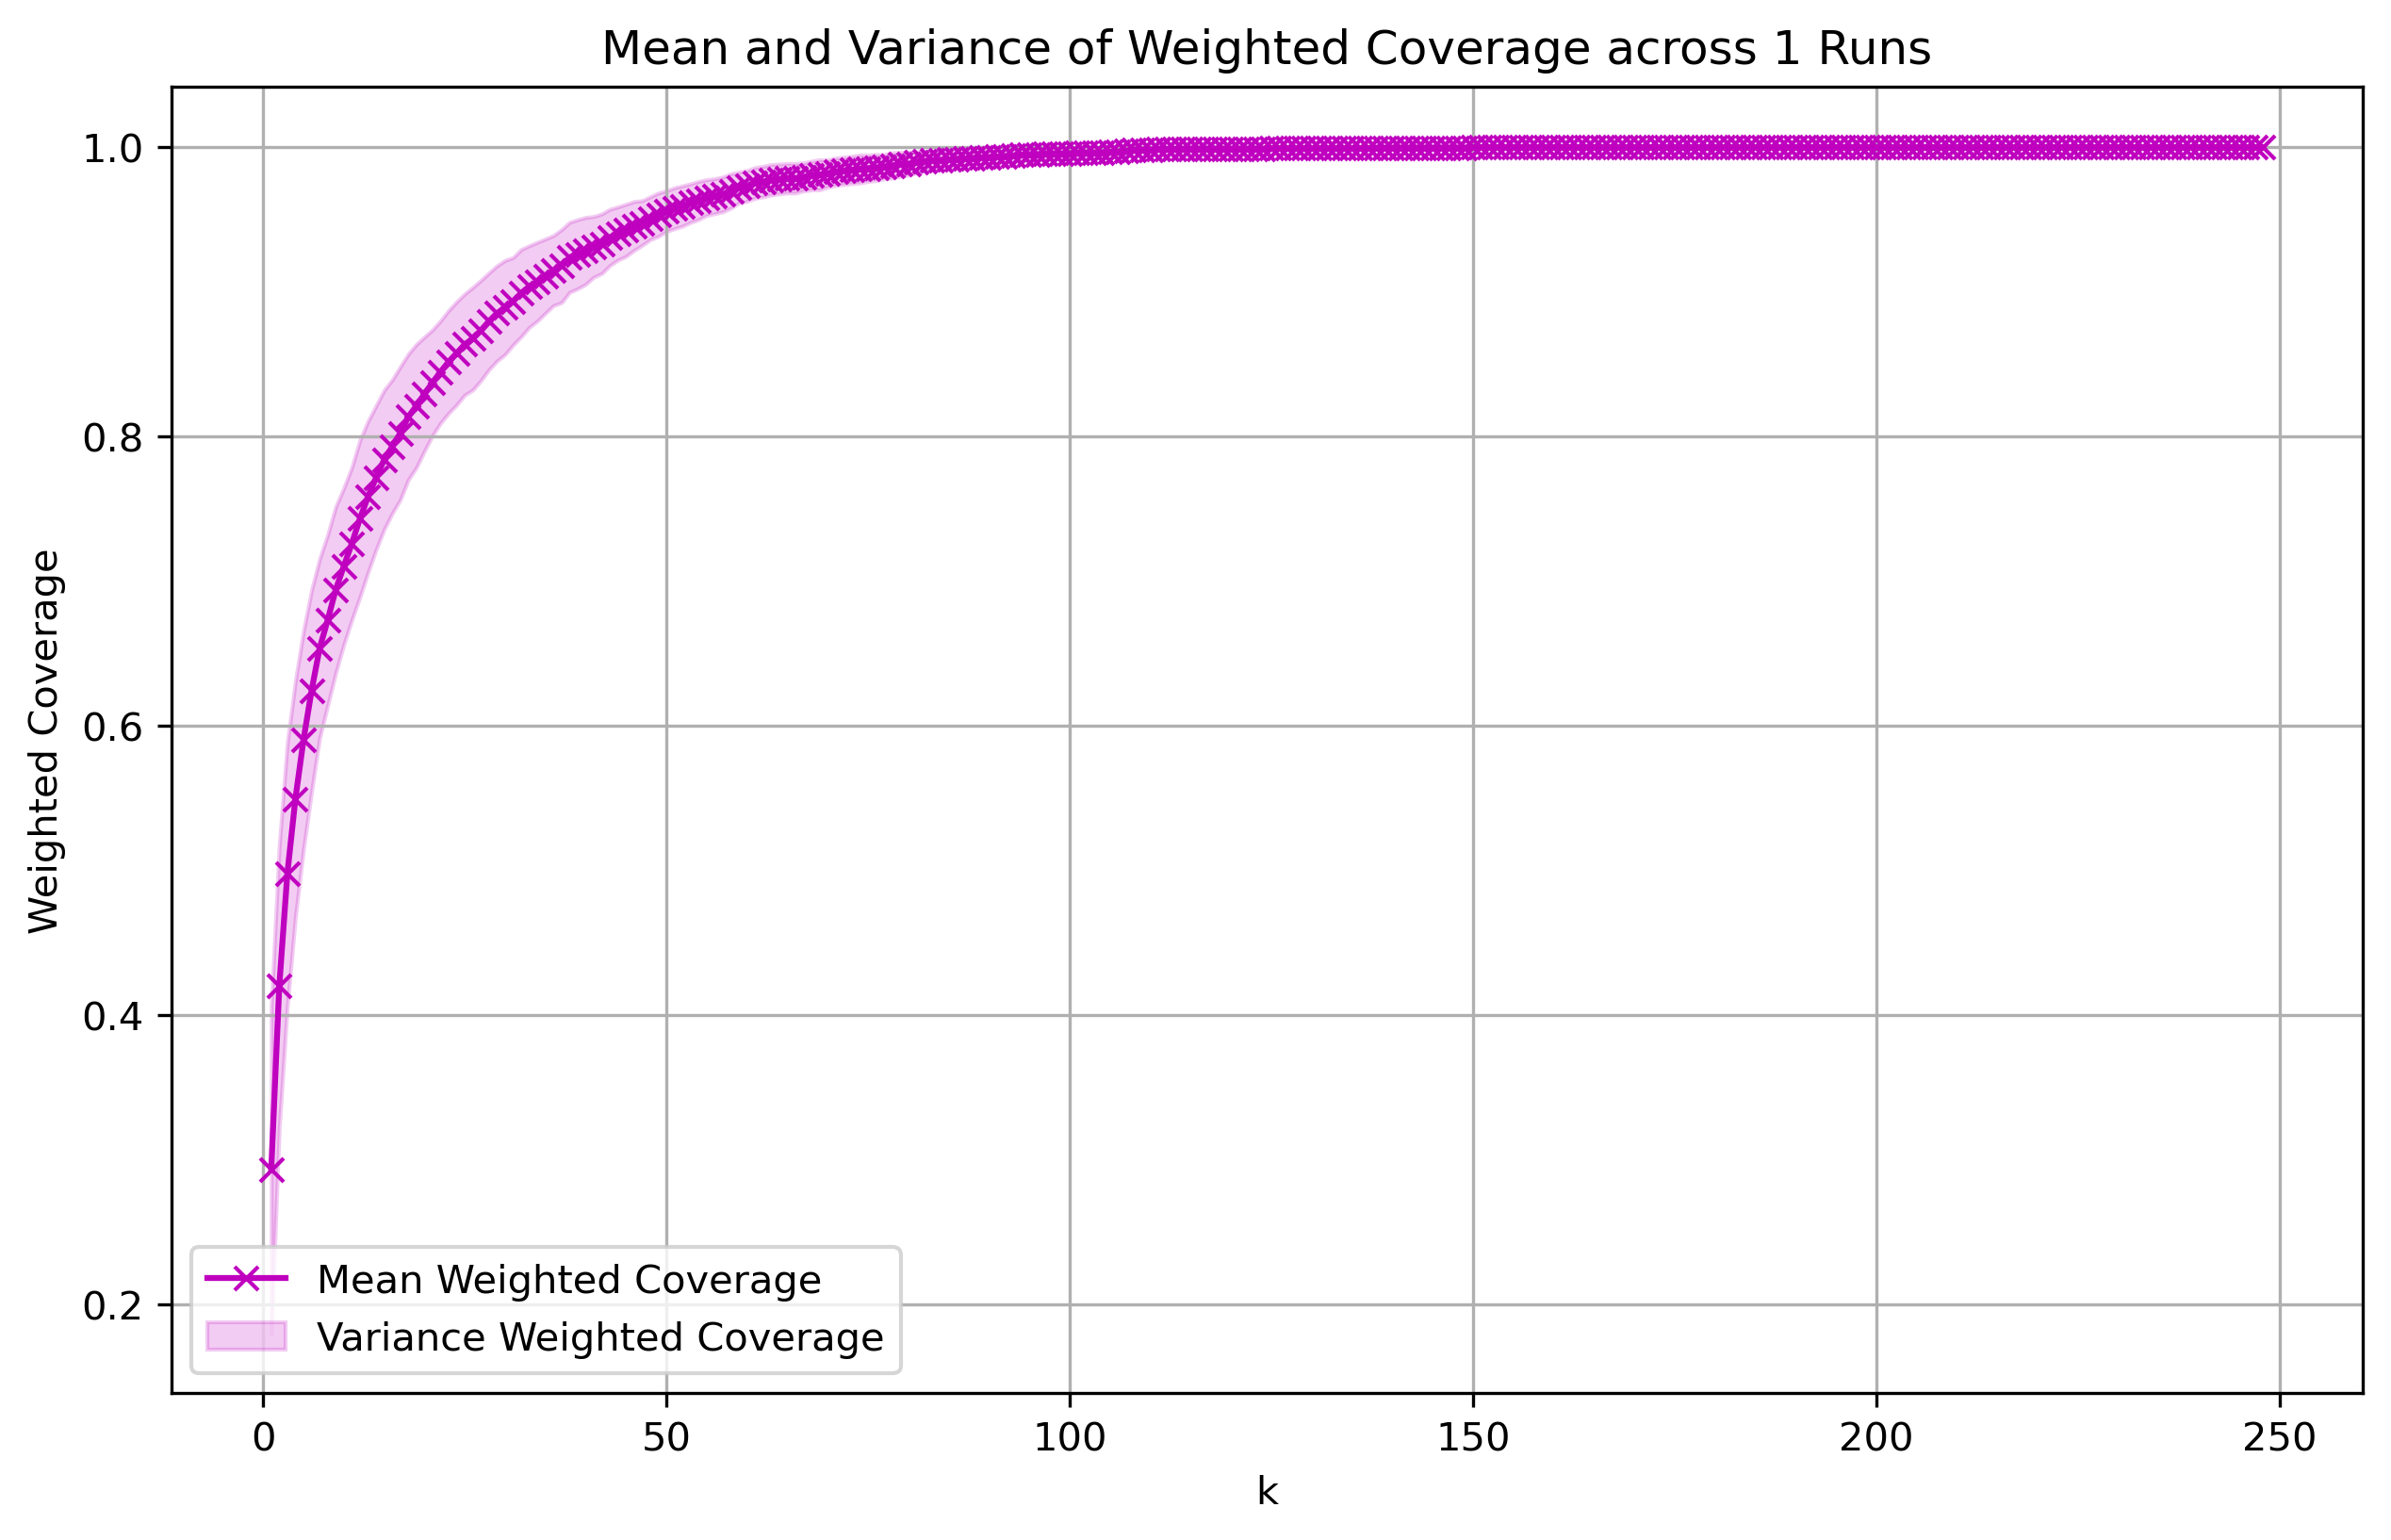 Mean and Variance of Weighted Coverage across 1 Runs
1.0
0.8
0.6
0.4
0.2
Weighted Coverage
Mean Weighted Coverage
Variance Weighted Coverage
0 50 100 150 200 250
k